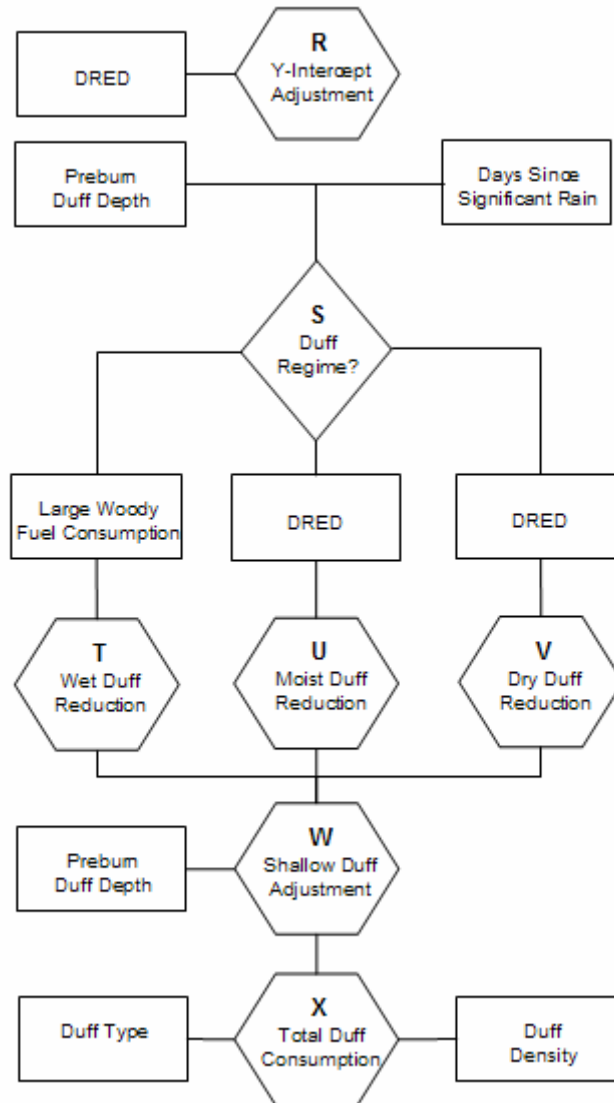 R
Y-Intercept
Adjustment
DRED
Preburn
Duff Depth
Days Since
Significant Rain
S
Duff
Regime?
Large Woody
Fuel Consumption
DRED
DRED
T
Wet Duff
Reduction
U
Moist Duff
Reduction
V
Dry Duff
Reduction
W
Shallow Duff
Adjustment
Preburn
Duff Depth
X
Total Duff
Consumption
Duff Type
Duff
Density